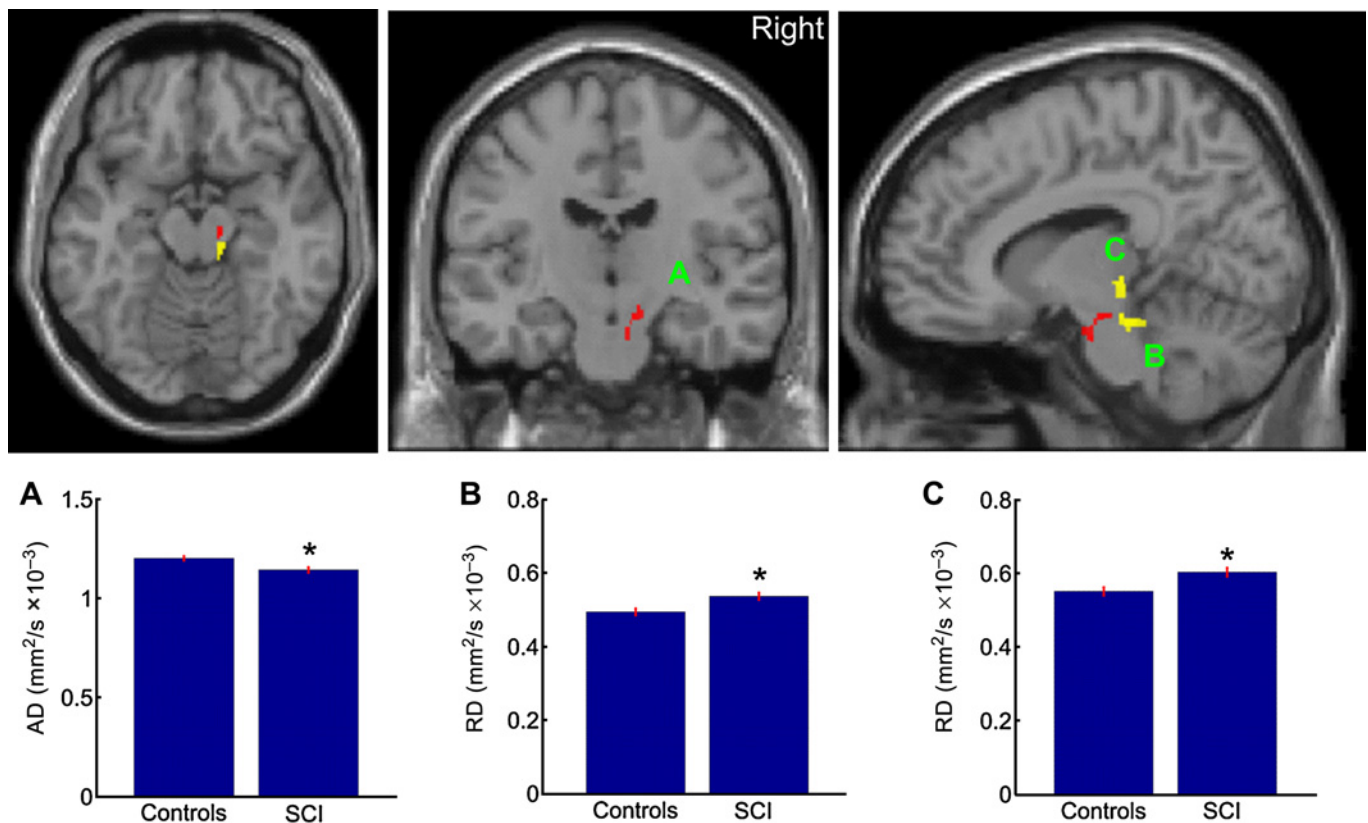 Right
A
C
B
A
AD (mm²/s ×10⁻³)
1.5
1
0.5
0
*
Controls
SCI
B
RD (mm²/s ×10⁻³)
0.8
0.6
0.4
0.2
0
*
Controls
SCI
C
RD (mm²/s ×10⁻³)
0.8
0.6
0.4
0.2
0
*
Controls
SCI